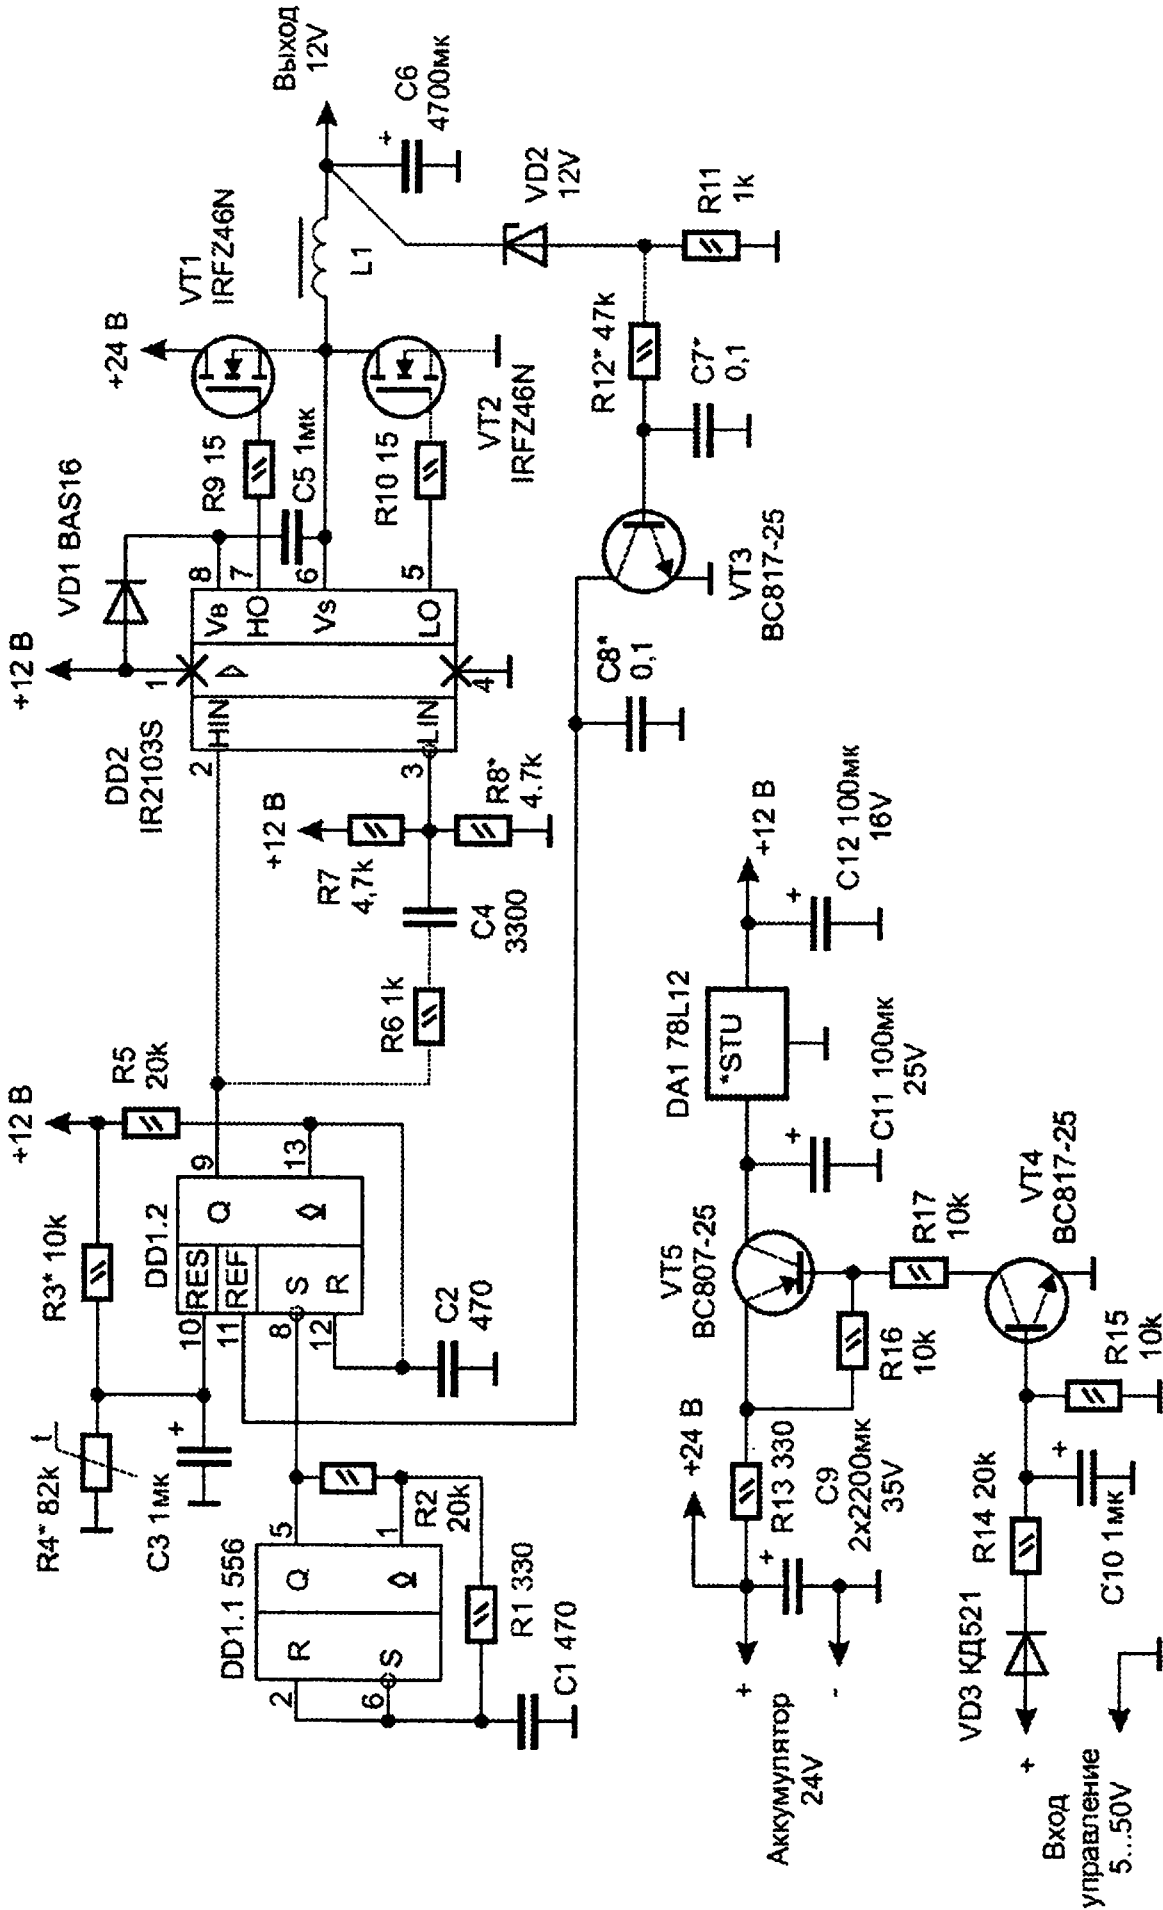 R4* 82k
t
R3* 10k
+12 В
R5
20k
C3 1мк
+
10
RES
11
REF
8
S
12
R
DD1.2
Q
Q
9
13
C2
470
DD1.1 556
R
S
Q
Q
2
6
5
1
R2
20k
R1 330
C1 470
R6 1k
C4
3300
+12 В
R7
4,7k
R8*
4,7k
DD2
IR2103S
+12 В
VD1 BAS16
1
2
HIN
3
LIN
4
VB
HO
Vs
LO
8
7
6
5
R9 15
C5 1мк
R10 15
+24 В
VT1
IRFZ46N
VT2
IRFZ46N
L1
Выход
12V
+
C6
4700мк
VD2
12V
R11
1k
R12* 47k
C7*
0,1
VT3
BC817-25
C8*
0,1
Аккумулятор
24V
+
-
+24 В
R13 330
+
C9
2x2200мк
35V
VT5
BC807-25
R16
10k
R17
10k
+
C11 100мк
25V
DA1 78L12
*STU
+12 В
+
C12 100мк
16V
Вход
управление
5...50V
+
VD3 КД521
R14 20k
C10 1мк
+
R15
10k
VT4
BC817-25